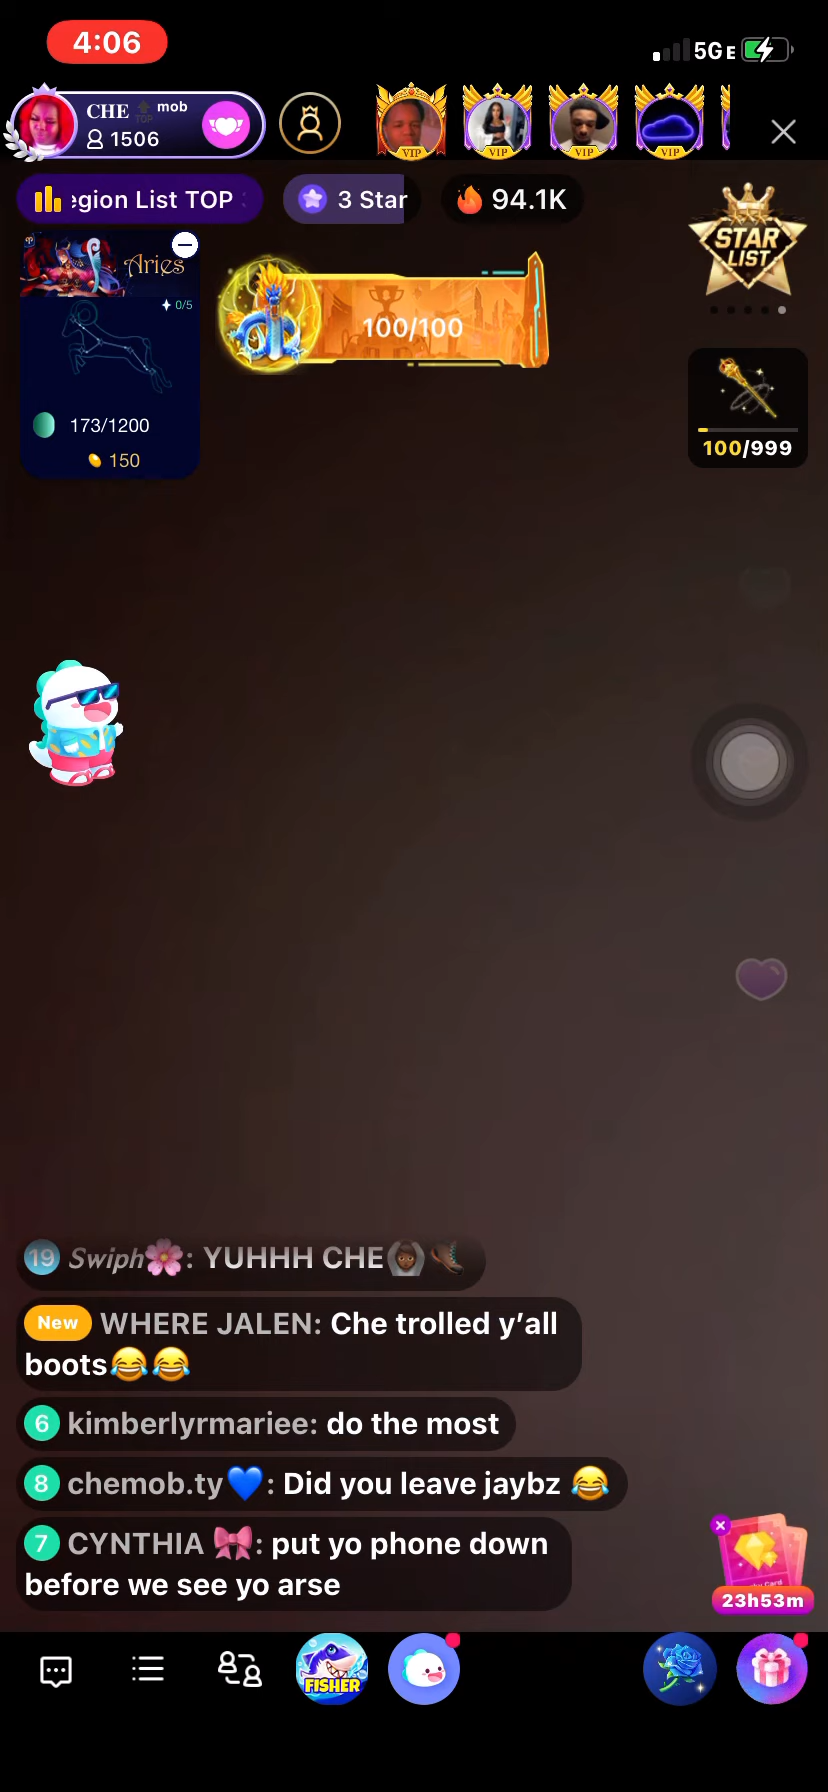 4:06
5G E
CHE TOP mob
1506
VIP
VIP
VIP
VIP
egion List TOP
3 Star
94.1K
STAR
LIST
Aries
0/5
100/100
173/1200
150
100/999
19 Swiph🌸: YUHHH CHE🙆🏾🥾
New WHERE JALEN: Che trolled y’all
boots😂😂
6 kimberlyrmariee: do the most
8 chemob.ty💙: Did you leave jaybz 😂
7 CYNTHIA 🎀: put yo phone down
before we see yo arse
Card
23h53m
FISHER